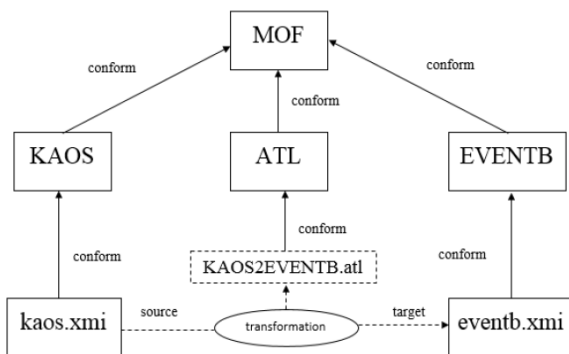 MOF
conform
conform
conform
KAOS
ATL
EVENTB
conform
conform
conform
KAOS2EVENTB.atl
kaos.xmi
source
transformation
target
eventb.xmi